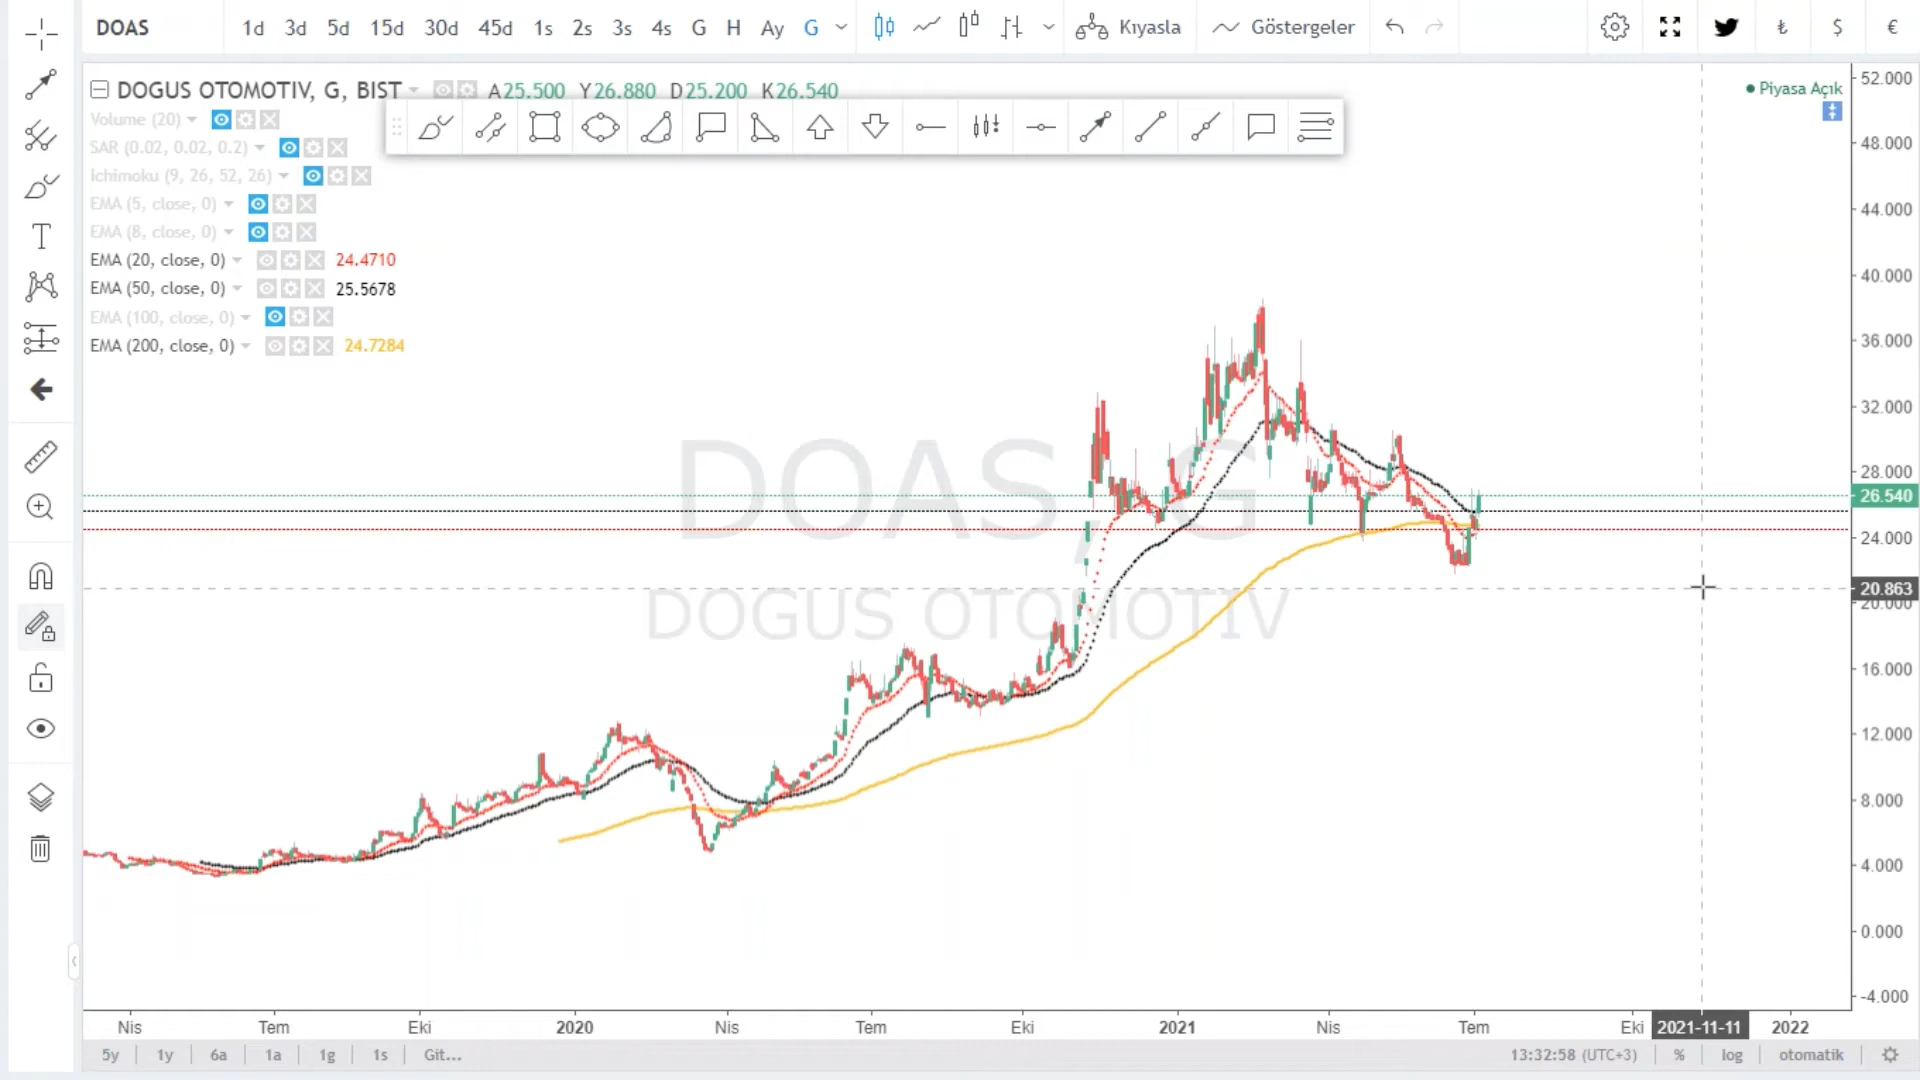 DOAS 1d 3d 5d 15d 30d 45d 1s 2s 3s 4s G H Ay G Kıyasla Göstergeler ₺ $ €
DOGUS OTOMOTIV, G, BIST A25.500 Y26.880 D25.200 K26.540
Piyasa Açık
Volume (20)
SAR (0.02, 0.02, 0.2)
Ichimoku (9, 26, 52, 26)
EMA (5, close, 0)
EMA (8, close, 0)
EMA (20, close, 0) 24.4710
EMA (50, close, 0) 25.5678
EMA (100, close, 0)
EMA (200, close, 0) 24.7284
DOAS, G
DOGUS OTOMOTIV
52.000
48.000
44.000
40.000
36.000
32.000
28.000
26.540
24.000
20.863
20.000
16.000
12.000
8.000
4.000
0.000
-4.000
Nis Tem Eki 2020 Nis Tem Eki 2021 Nis Tem Eki 2021-11-11 2022
5y 1y 6a 1a 1g 1s Git... 13:32:58 (UTC+3) % log otomatik